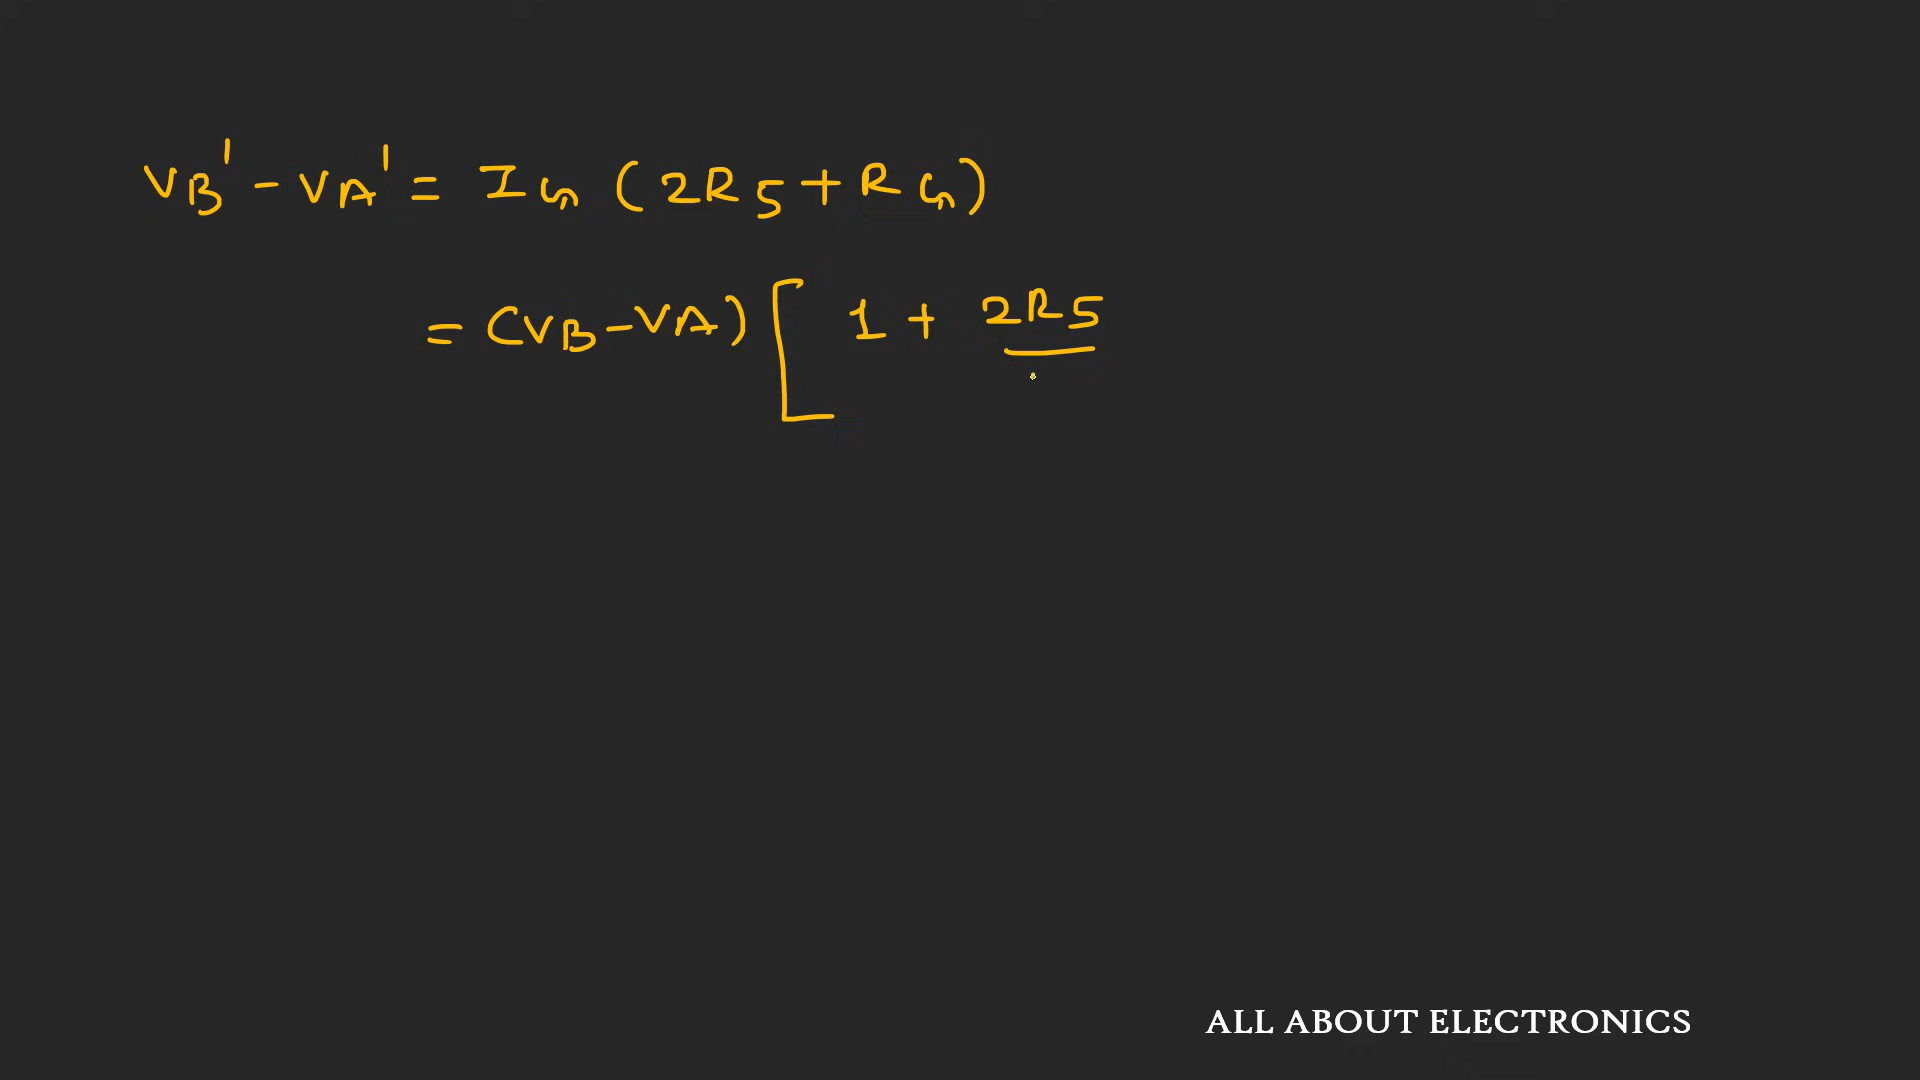 VB' - VA' = IG (2R5 + RG)
= (VB - VA) [ 1 + 2R5 /
ALL ABOUT ELECTRONICS